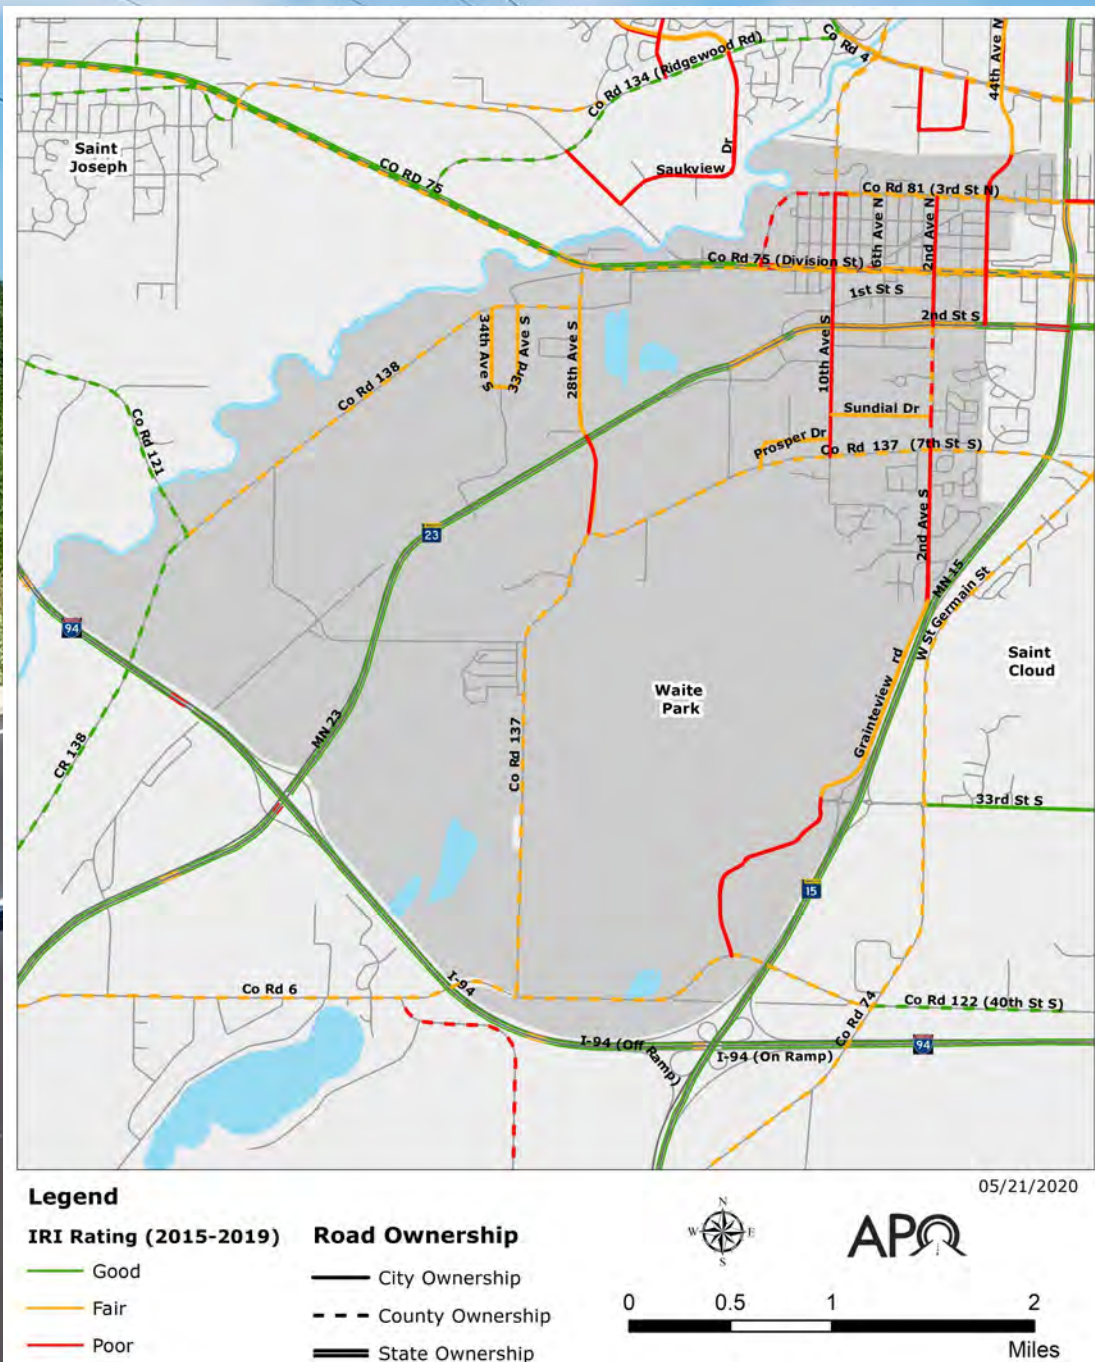 Co Rd 4
44th Ave N
Co Rd 134 (Ridgewood Rd)
Saint
Joseph
CO RD 75
Saukview
Dr
Co Rd 81 (3rd St N)
6th Ave N
2nd Ave N
Co Rd 75 (Division St)
1st St S
2nd St S
34th Ave S
33rd Ave S
28th Ave S
10th Ave S
Co Rd 138
Sundial Dr
Co Rd 121
Prosper Dr
Co Rd 137 (7th St S)
23
2nd Ave S
MN 15
W St Germain St
94
Saint
Cloud
Waite
Park
Grainteview rd
MN 23
CR 138
Co Rd 137
33rd St S
15
I-94
Co Rd 6
Co Rd 74
Co Rd 122 (40th St S)
I-94 (Off Ramp)
I-94 (On Ramp)
94
05/21/2020
Legend
IRI Rating (2015-2019)
Good
Fair
Poor
Road Ownership
City Ownership
County Ownership
State Ownership
N
W E
S
APO
0 0.5 1 2
Miles